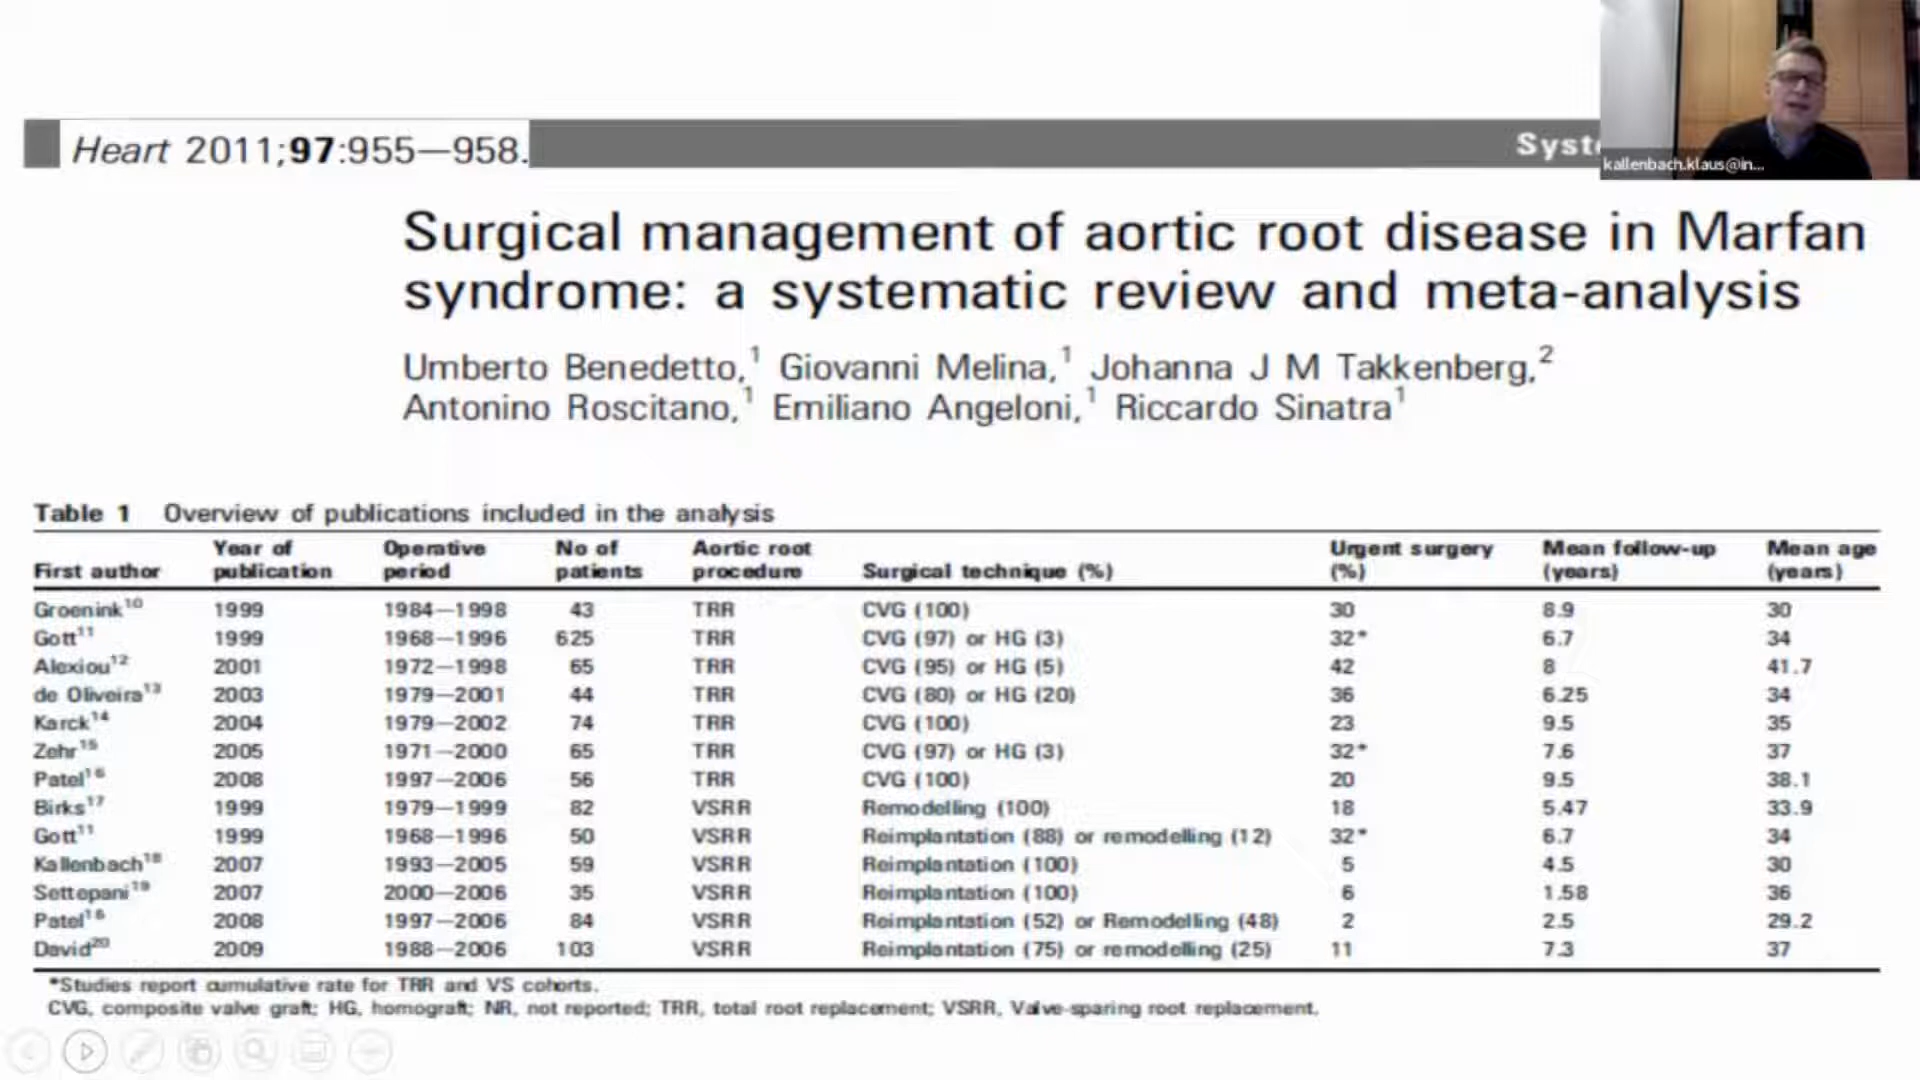 Heart 2011;97:955—958.
Syst
kallenbach.klaus@in...
Surgical management of aortic root disease in Marfan
syndrome: a systematic review and meta-analysis
Umberto Benedetto,1 Giovanni Melina,1 Johanna J M Takkenberg,2
Antonino Roscitano,1 Emiliano Angeloni,1 Riccardo Sinatra1
Table 1 Overview of publications included in the analysis
First author Year of publication Operative period No of patients Aortic root procedure Surgical technique (%) Urgent surgery (%) Mean follow-up (years) Mean age (years)
Groenink10 1999 1984—1998 43 TRR CVG (100) 30 8.9 30
Gott11 1999 1968—1996 625 TRR CVG (97) or HG (3) 32* 6.7 34
Alexiou12 2001 1972—1998 65 TRR CVG (95) or HG (5) 42 8 41.7
de Oliveira13 2003 1979—2001 44 TRR CVG (80) or HG (20) 36 6.25 34
Karck14 2004 1979—2002 74 TRR CVG (100) 23 9.5 35
Zehr15 2005 1971—2000 65 TRR CVG (97) or HG (3) 32* 7.6 37
Patel16 2008 1997—2006 56 TRR CVG (100) 20 9.5 38.1
Birks17 1999 1979—1999 82 VSRR Remodelling (100) 18 5.47 33.9
Gott11 1999 1968—1996 50 VSRR Reimplantation (88) or remodelling (12) 32* 6.7 34
Kallenbach18 2007 1993—2005 59 VSRR Reimplantation (100) 5 4.5 30
Settepani19 2007 2000—2006 35 VSRR Reimplantation (100) 6 1.58 36
Patel16 2008 1997—2006 84 VSRR Reimplantation (52) or Remodelling (48) 2 2.5 29.2
David20 2009 1988—2006 103 VSRR Reimplantation (75) or remodelling (25) 11 7.3 37
*Studies report cumulative rate for TRR and VS cohorts.
CVG, composite valve graft; HG, homograft; NR, not reported; TRR, total root replacement; VSRR, Valve-sparing root replacement.